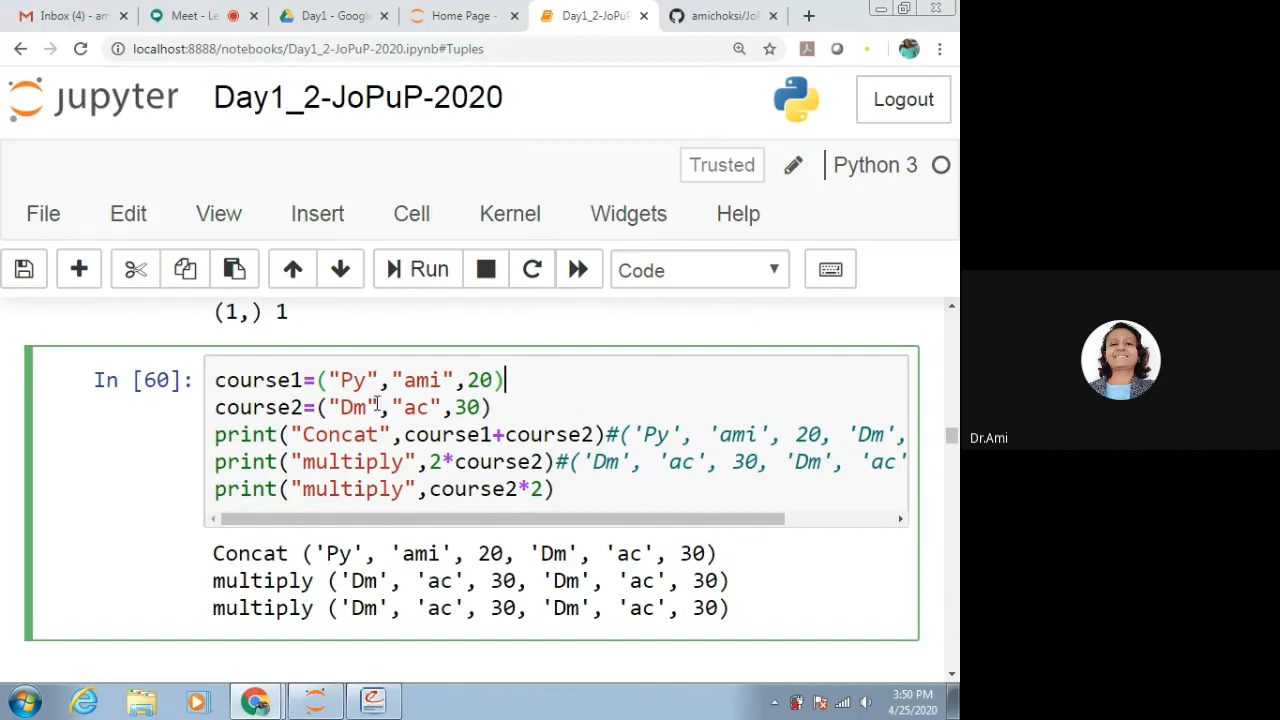 Inbox (4) - am
Meet - Le
Day1 - Google
Home Page -
Day1_2-JoPuP
amichoksi/Jol
localhost:8888/notebooks/Day1_2-JoPuP-2020.ipynb#Tuples
jupyter Day1_2-JoPuP-2020
Logout
Trusted
Python 3
File Edit View Insert Cell Kernel Widgets Help
Run
Code
(1,) 1
In [60]:
course1=("Py","ami",20)
course2=("Dm","ac",30)
print("Concat",course1+course2)#('Py', 'ami', 20, 'Dm',
print("multiply",2*course2)#('Dm', 'ac', 30, 'Dm', 'ac'
print("multiply",course2*2)
Concat ('Py', 'ami', 20, 'Dm', 'ac', 30)
multiply ('Dm', 'ac', 30, 'Dm', 'ac', 30)
multiply ('Dm', 'ac', 30, 'Dm', 'ac', 30)
Dr.Ami
3:50 PM
4/25/2020